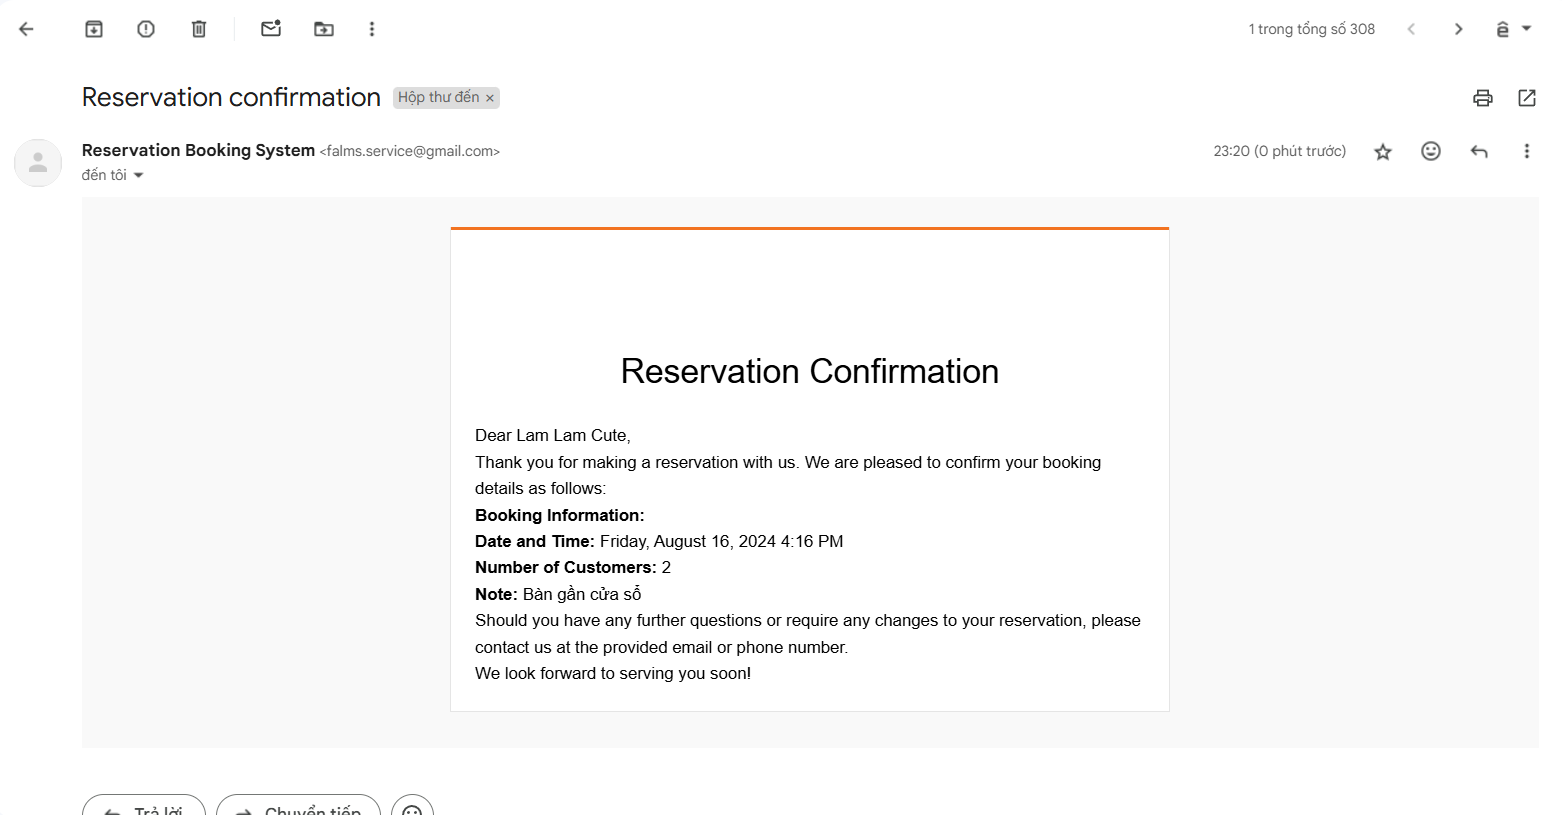 1 trong tổng số 308
Reservation confirmation Hộp thư đến ×
Reservation Booking System <falms.service@gmail.com> 23:20 (0 phút trước)
đến tôi
Reservation Confirmation
Dear Lam Lam Cute,
Thank you for making a reservation with us. We are pleased to confirm your booking
details as follows:
Booking Information:
Date and Time: Friday, August 16, 2024 4:16 PM
Number of Customers: 2
Note: Bàn gần cửa sổ
Should you have any further questions or require any changes to your reservation, please
contact us at the provided email or phone number.
We look forward to serving you soon!
Trả lời Chuyển tiếp